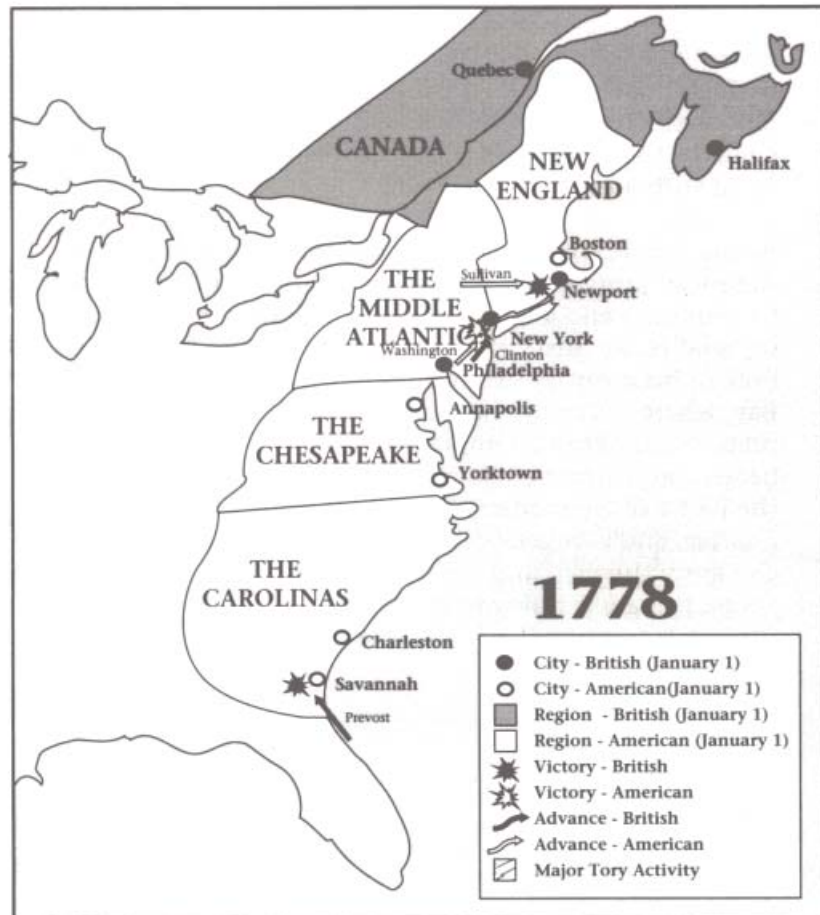 Quebec
CANADA
NEW
ENGLAND
Halifax
Boston
Sullivan
Newport
THE
MIDDLE
ATLANTIC
New York
Washington
Clinton
Philadelphia
Annapolis
THE
CHESAPEAKE
Yorktown
THE
CAROLINAS
Charleston
Savannah
Prevost
1778
City - British (January 1)
City - American(January 1)
Region - British (January 1)
Region - American (January 1)
Victory - British
Victory - American
Advance - British
Advance - American
Major Tory Activity